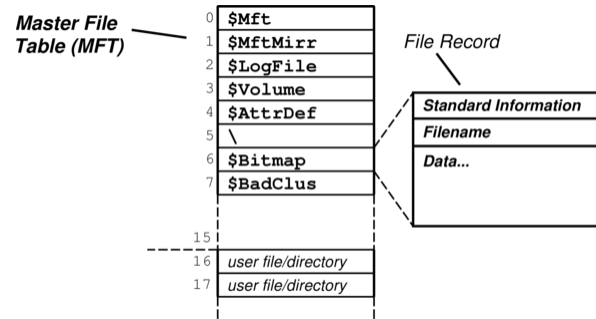 Master File
Table (MFT)
File Record
0 $Mft
1 $MftMirr
2 $LogFile
3 $Volume
4 $AttrDef
5 \
6 $Bitmap
7 $BadClus
15
16 user file/directory
17 user file/directory
Standard Information
Filename
Data...